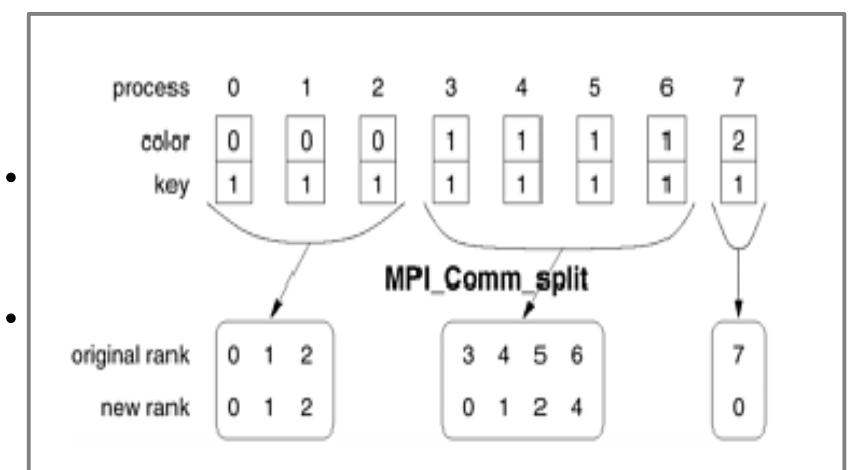 process 0 1 2 3 4 5 6 7
color 0 0 0 1 1 1 1 2
key 1 1 1 1 1 1 1 1
MPI_Comm_split
original rank 0 1 2 3 4 5 6 7
new rank 0 1 2 0 1 2 4 0